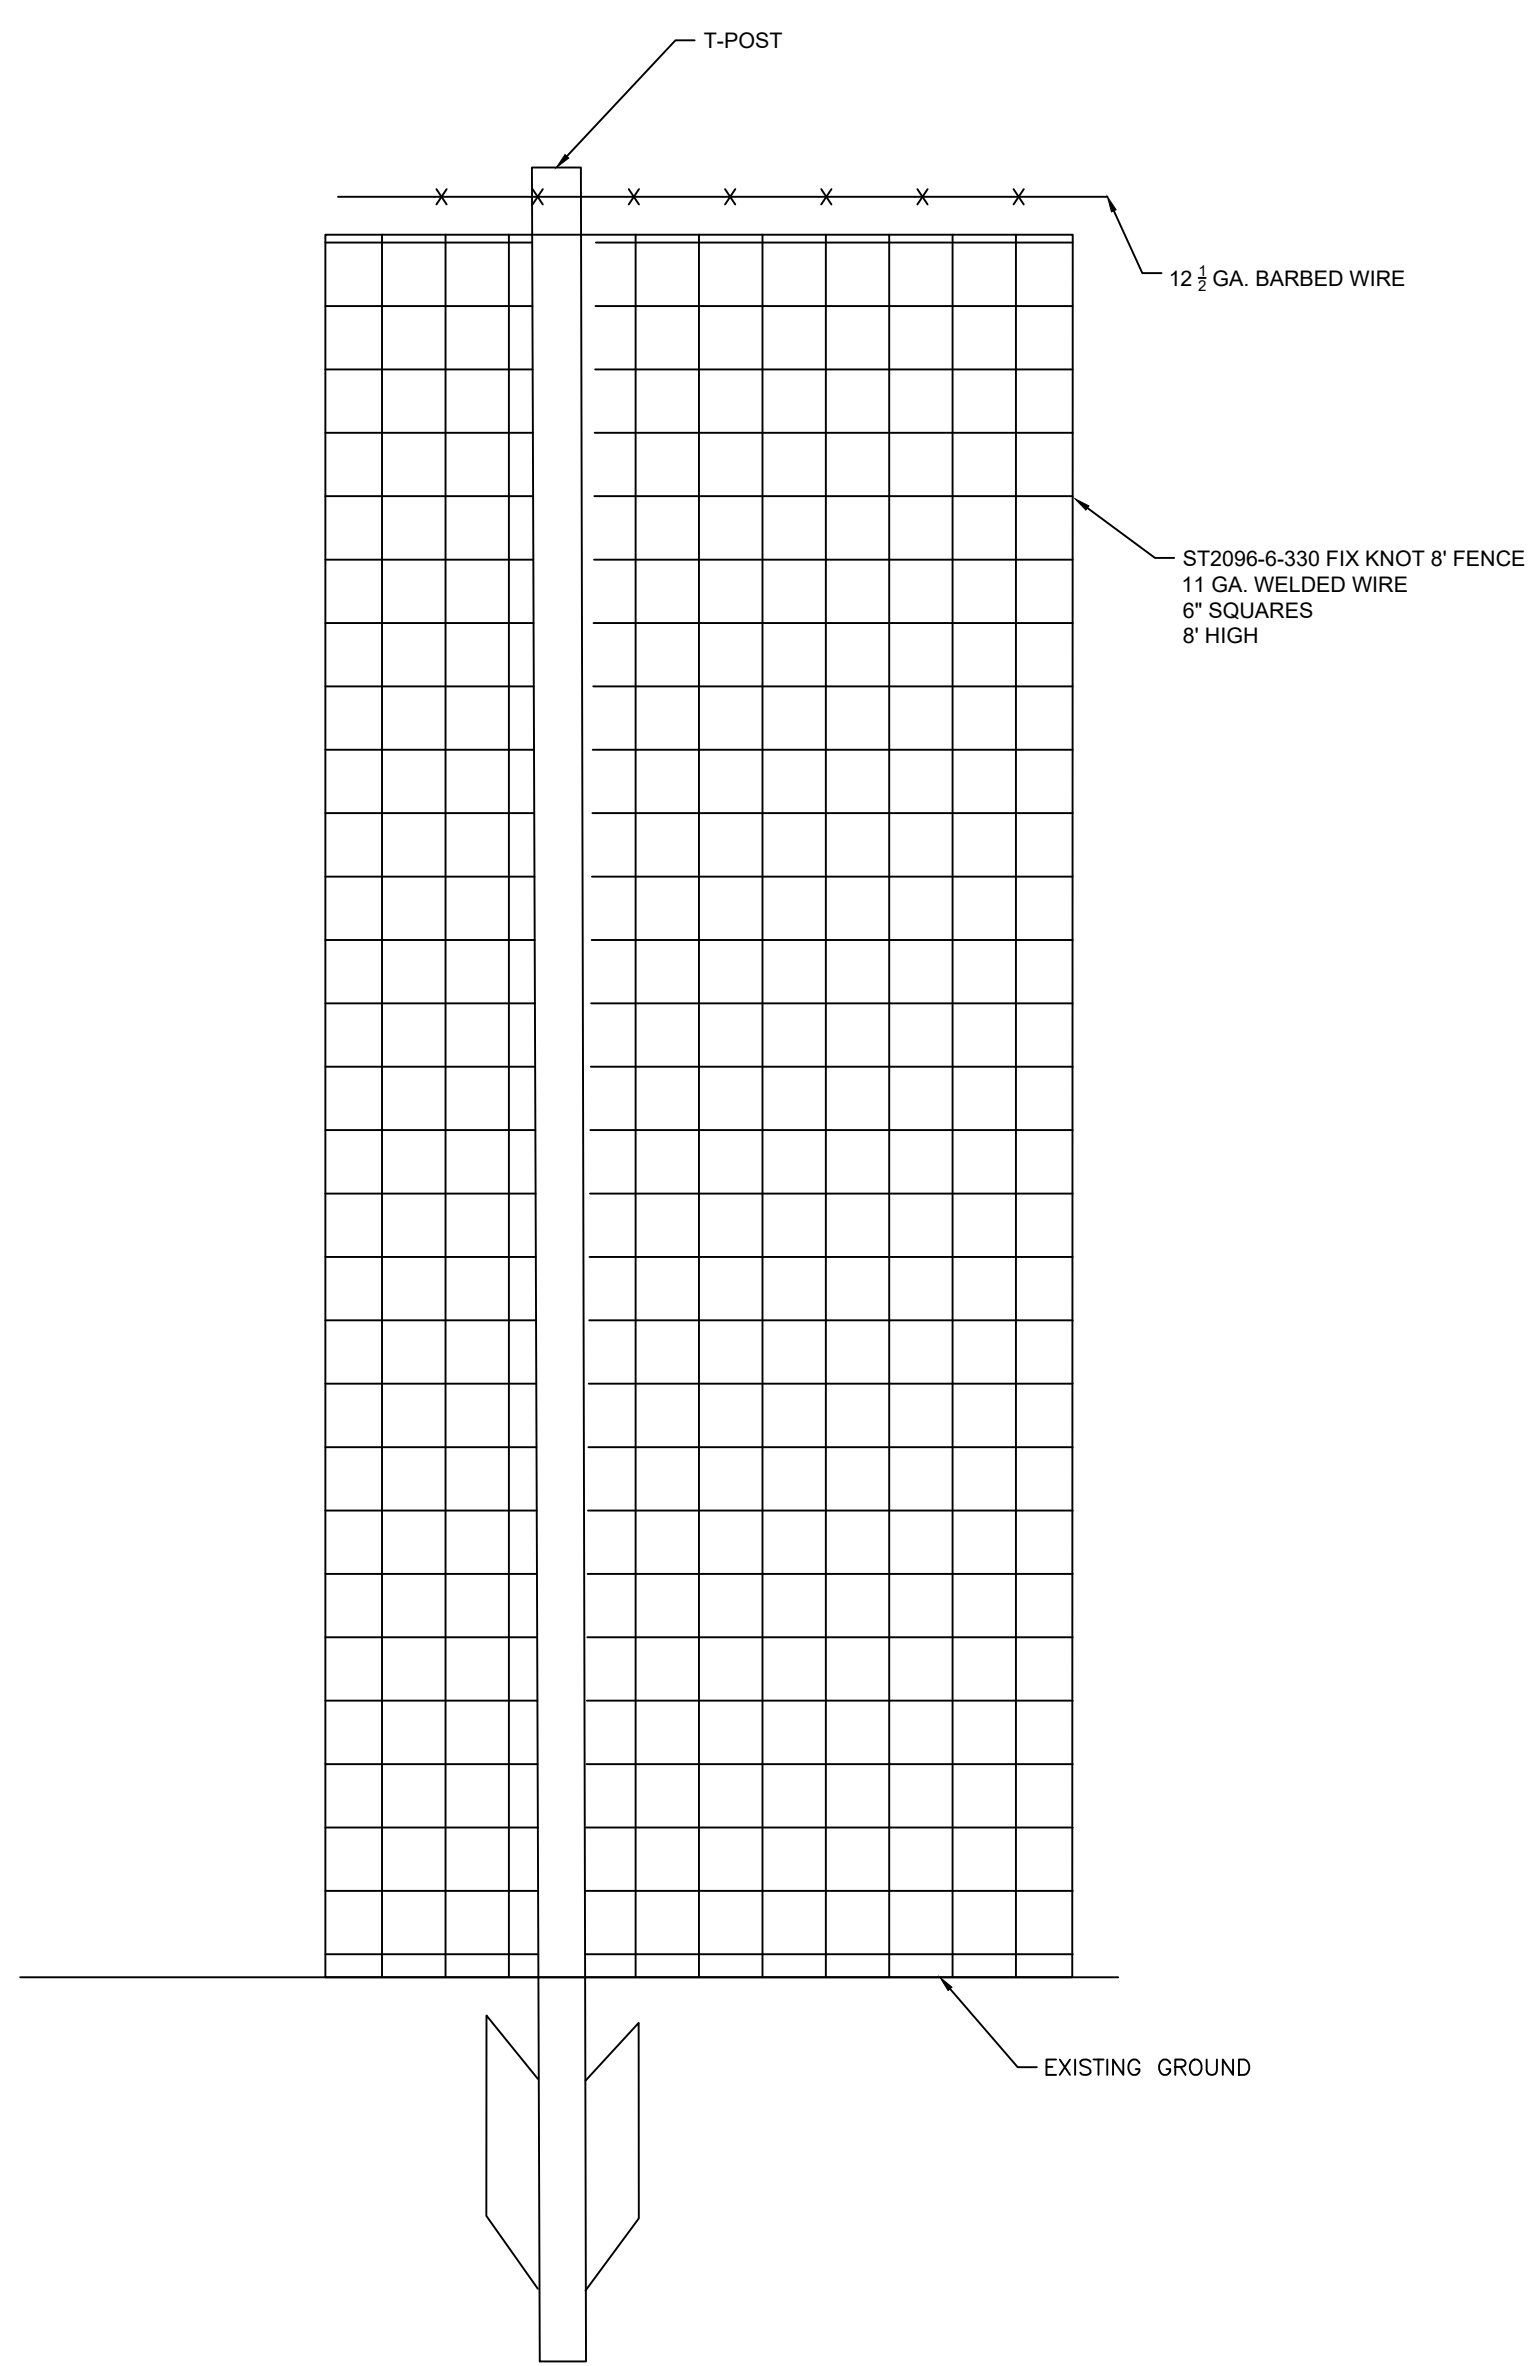 T-POST
12 ½ GA. BARBED WIRE
ST2096-6-330 FIX KNOT 8' FENCE
11 GA. WELDED WIRE
6" SQUARES
8' HIGH
EXISTING GROUND